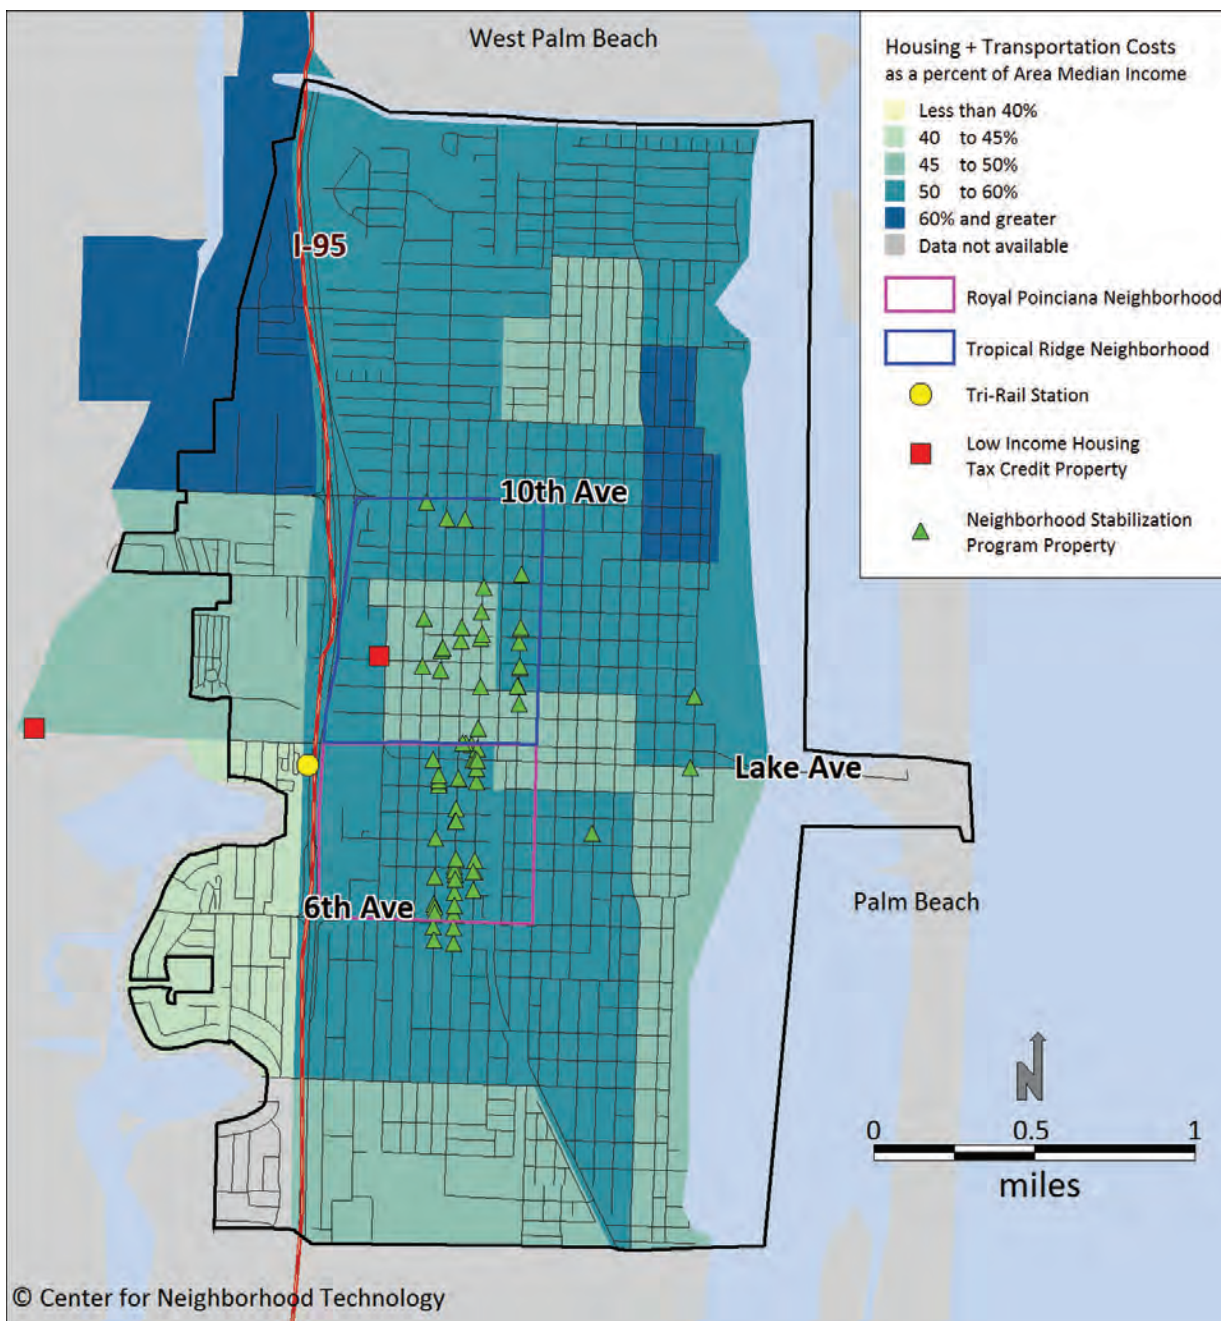 West Palm Beach
Housing + Transportation Costs
as a percent of Area Median Income
Less than 40%
40 to 45%
45 to 50%
50 to 60%
60% and greater
Data not available
Royal Poinciana Neighborhood
Tropical Ridge Neighborhood
Tri-Rail Station
Low Income Housing
Tax Credit Property
Neighborhood Stabilization
Program Property
I-95
10th Ave
Lake Ave
6th Ave
Palm Beach
N
0 0.5 1
miles
© Center for Neighborhood Technology